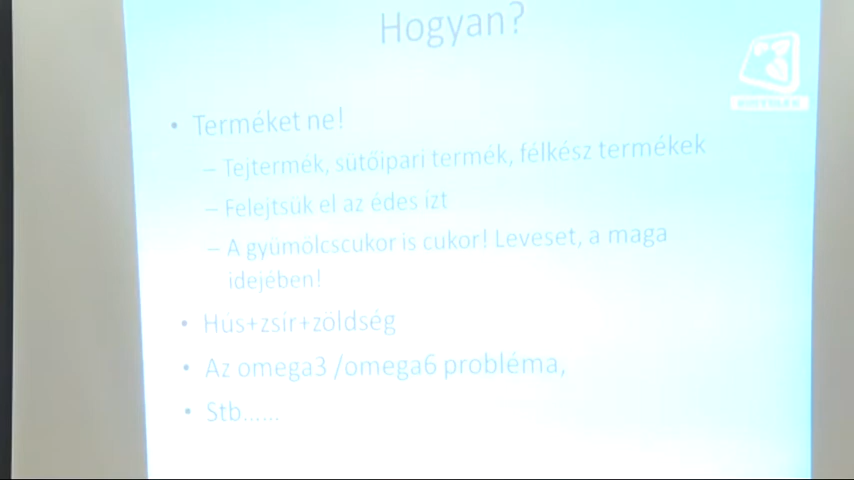 Hogyan?
• Terméket ne!
– Tejtermék, sütőipari termék, félkész termékek
– Felejtsük el az édes ízt
– A gyümölcscukor is cukor! Leveset, a maga
idejében!
• Hús+zsír+zöldség
• Az omega3 /omega6 probléma,
• Stb......